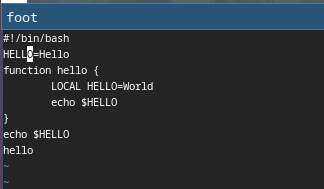 foot
#!/bin/bash
HELLO=Hello
function hello {
        LOCAL HELLO=World
        echo $HELLO
}
echo $HELLO
hello
~
~